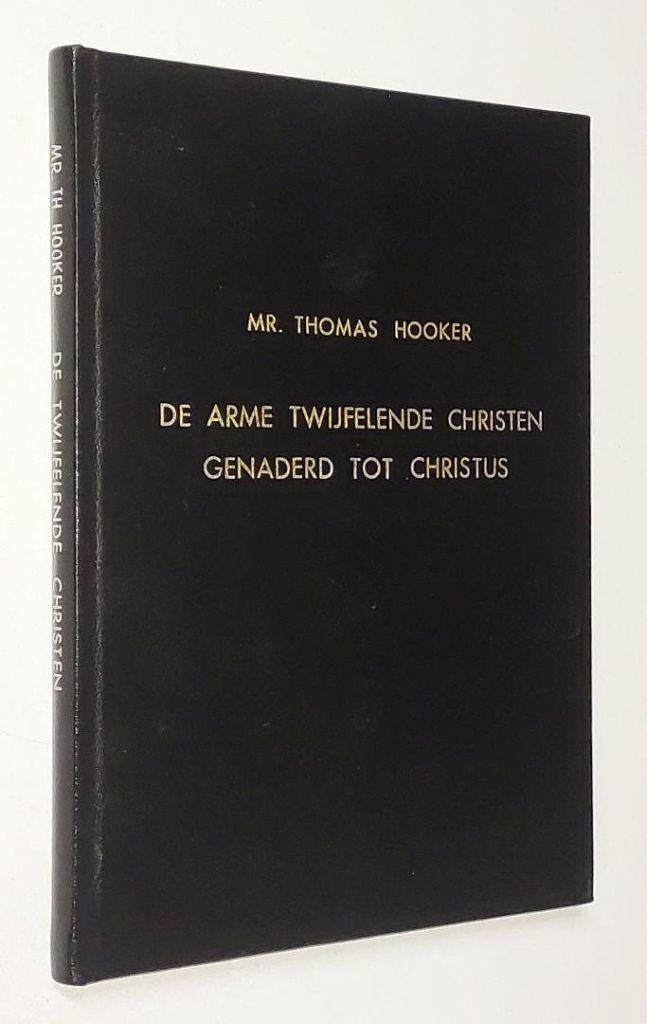 MR. TH HOOKER DE TWIJFELENDE CHRISTEN
MR. THOMAS HOOKER
DE ARME TWIJFELENDE CHRISTEN
GENADERD TOT CHRISTUS